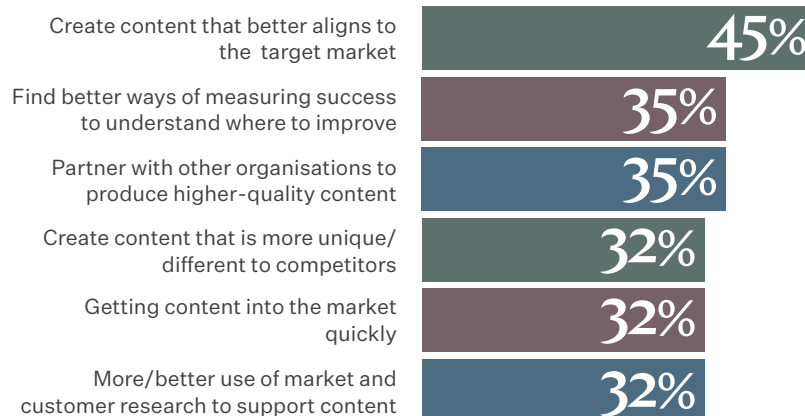 Create content that better aligns to
the target market
45%
Find better ways of measuring success
to understand where to improve
35%
Partner with other organisations to
produce higher-quality content
35%
Create content that is more unique/
different to competitors
32%
Getting content into the market
quickly
32%
More/better use of market and
customer research to support content
32%